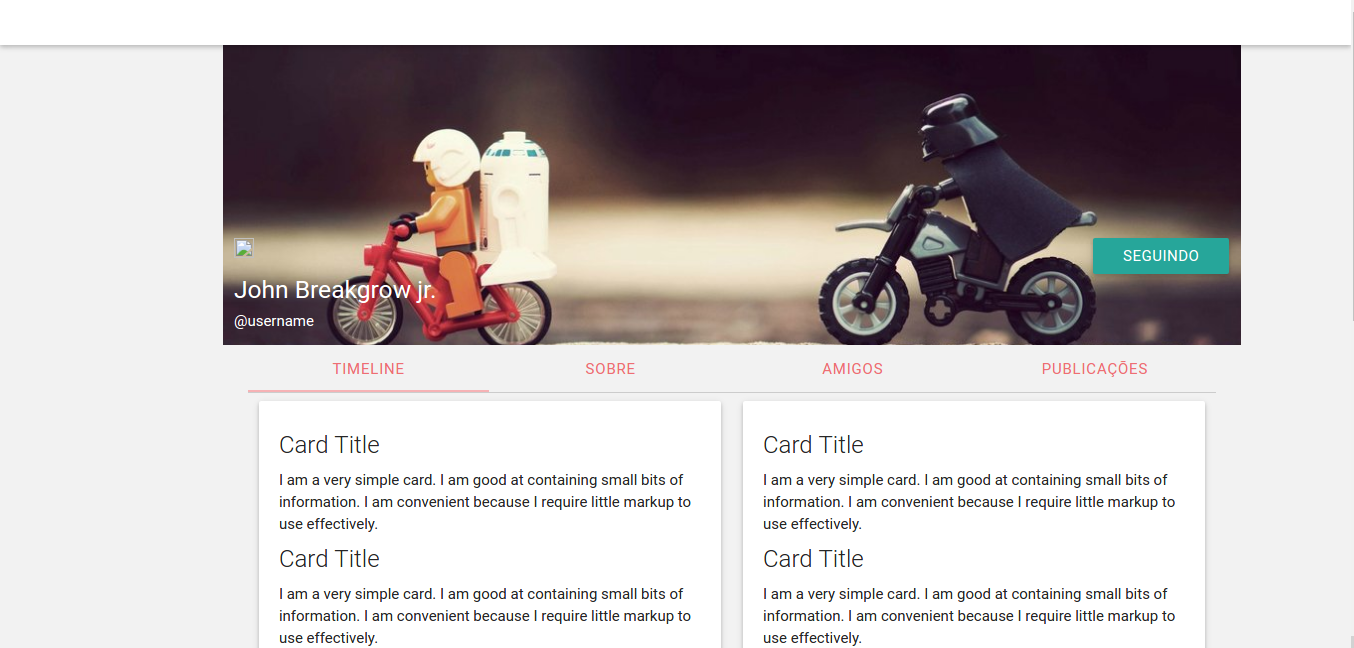 SEGUINDO
John Breakgrow jr.
@username
TIMELINE SOBRE AMIGOS PUBLICAÇÕES
Card Title
I am a very simple card. I am good at containing small bits of
information. I am convenient because I require little markup to
use effectively.
Card Title
I am a very simple card. I am good at containing small bits of
information. I am convenient because I require little markup to
use effectively.
Card Title
I am a very simple card. I am good at containing small bits of
information. I am convenient because I require little markup to
use effectively.
Card Title
I am a very simple card. I am good at containing small bits of
information. I am convenient because I require little markup to
use effectively.